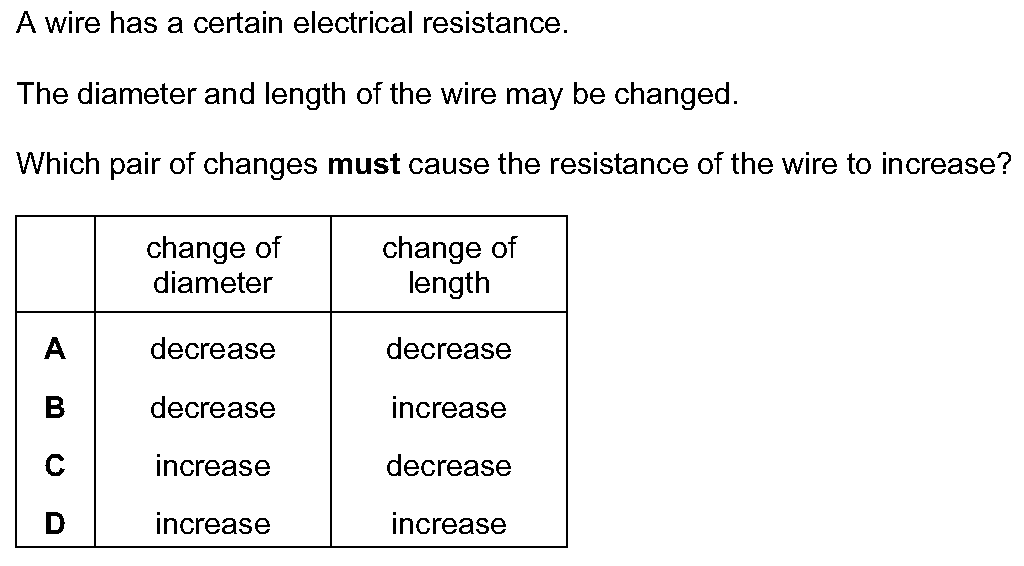 A wire has a certain electrical resistance.
The diameter and length of the wire may be changed.
Which pair of changes must cause the resistance of the wire to increase?
change of diameter change of length
A decrease decrease
B decrease increase
C increase decrease
D increase increase